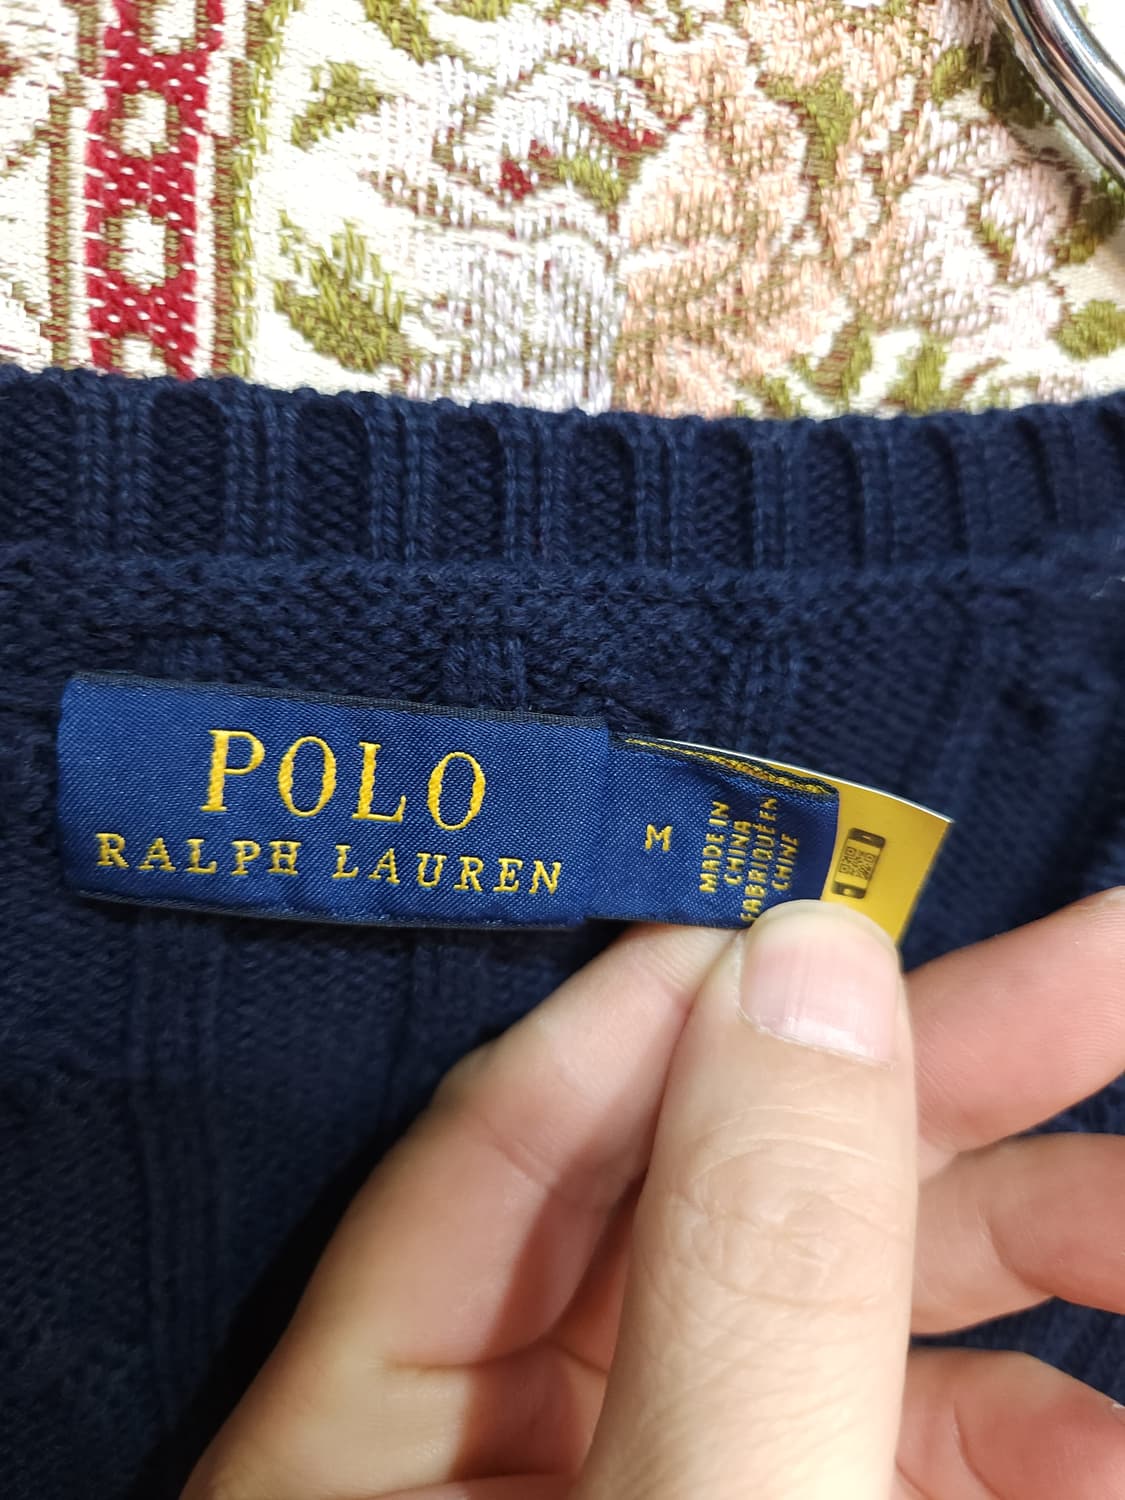 POLO
RALPH LAUREN
M
MADE IN
CHINA
FABRIQUÉ EN
CHINE